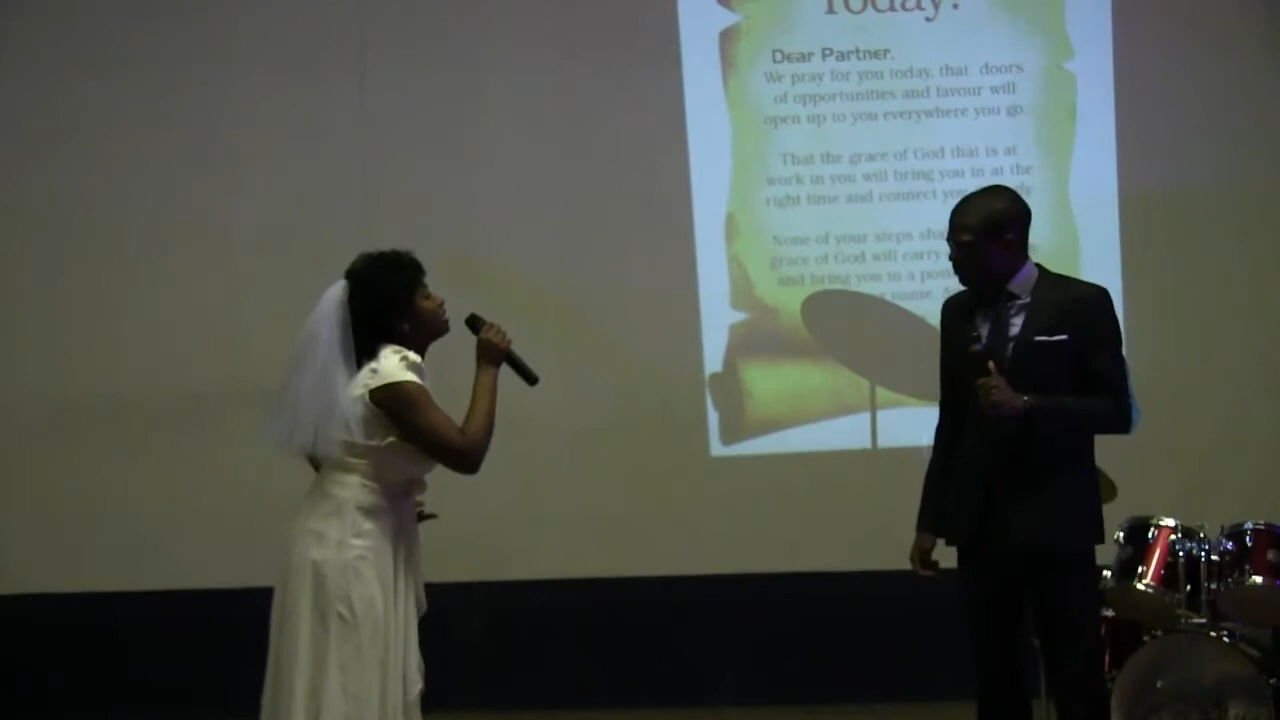 Today!
Dear Partner.
We pray for you today, that doors
of opportunities and favour will
open up to you everywhere you go.
That the grace of God that is at
work in you will bring you in at the
right time and connect you
None of your steps
grace of God will carry
and bring you to a
name.